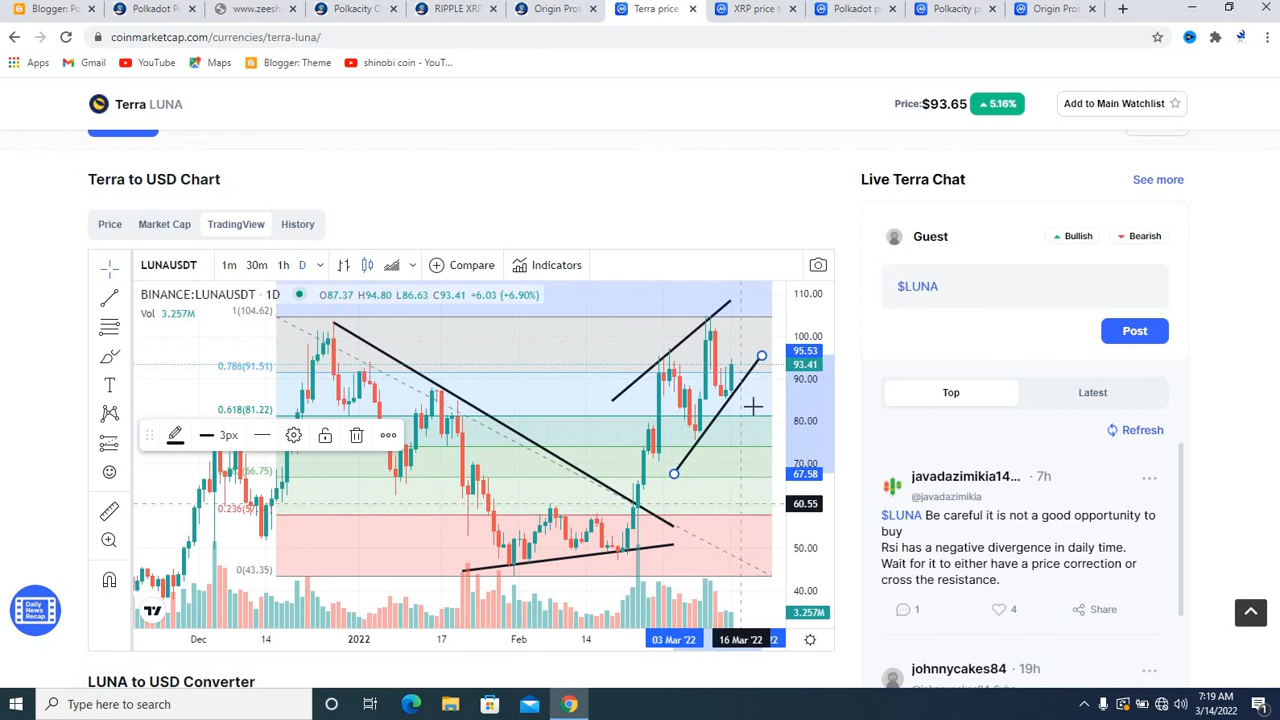 Blogger: Po
Polkadot P
www.zeesh
Polkacity C
RIPPLE XRP
Origin Prot
Terra price
XRP price t
Polkadot p
Polkacity p
Origin Prot
coinmarketcap.com/currencies/terra-luna/
Apps
Gmail
YouTube
Maps
Blogger: Theme
shinobi coin - YouT...
Terra LUNA
Price:$93.65
5.16%
Add to Main Watchlist
Terra to USD Chart
Price
Market Cap
TradingView
History
LUNAUSDT
1m
30m
1h
D
Compare
Indicators
BINANCE:LUNAUSDT · 1D
O87.37 H94.80 L86.63 C93.41 +6.03 (+6.90%)
Vol 3.257M
1(104.62)
0.786(91.51)
0.618(81.22)
3px
0(43.35)
110.00
100.00
95.53
93.41
90.00
80.00
70.00
67.58
60.55
50.00
40.00
3.257M
Dec
14
2022
17
Feb
14
03 Mar '22
16 Mar '22
LUNA to USD Converter
Daily
News
Recap
Live Terra Chat
See more
Guest
Bullish
Bearish
$LUNA
Post
Top
Latest
Refresh
javadazimikia14... · 7h
@javadazimikia
$LUNA Be careful it is not a good opportunity to
buy
Rsi has a negative divergence in daily time.
Wait for it to either have a price correction or
cross the resistance.
1
4
Share
johnnycakes84 · 19h
Type here to search
7:19 AM
3/14/2022